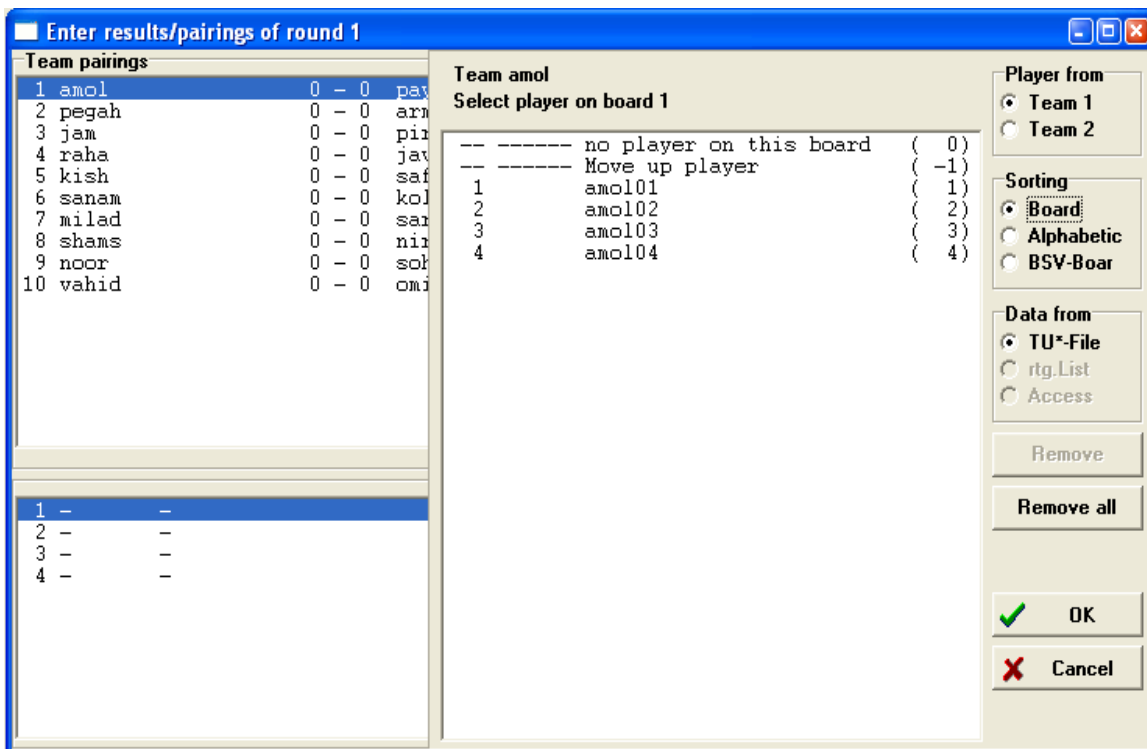 Enter results/pairings of round 1
Team pairings
1 amol 0 - 0
2 pegah 0 - 0
3 jam 0 - 0
4 raha 0 - 0
5 kish 0 - 0
6 sanam 0 - 0
7 milad 0 - 0
8 shams 0 - 0
9 noor 0 - 0
10 vahid 0 - 0
1 - -
2 - -
3 - -
4 - -
Team amol
Select player on board 1
-- ------ no player on this board ( 0)
-- ------ Move up player ( -1)
1 amol01 ( 1)
2 amol02 ( 2)
3 amol03 ( 3)
4 amol04 ( 4)
Player from
Team 1
Team 2
Sorting
Board
Alphabetic
BSV-Boar
Data from
TU*-File
rtg.List
Access
Remove
Remove all
OK
Cancel